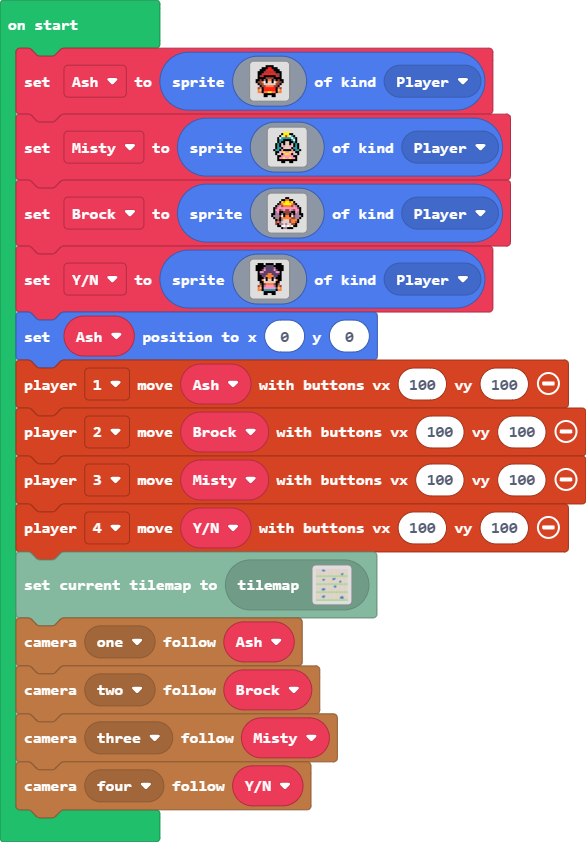 on start
set Ash to sprite of kind Player
set Misty to sprite of kind Player
set Brock to sprite of kind Player
set Y/N to sprite of kind Player
set Ash position to x 0 y 0
player 1 move Ash with buttons vx 100 vy 100
player 2 move Brock with buttons vx 100 vy 100
player 3 move Misty with buttons vx 100 vy 100
player 4 move Y/N with buttons vx 100 vy 100
set current tilemap to tilemap
camera one follow Ash
camera two follow Brock
camera three follow Misty
camera four follow Y/N